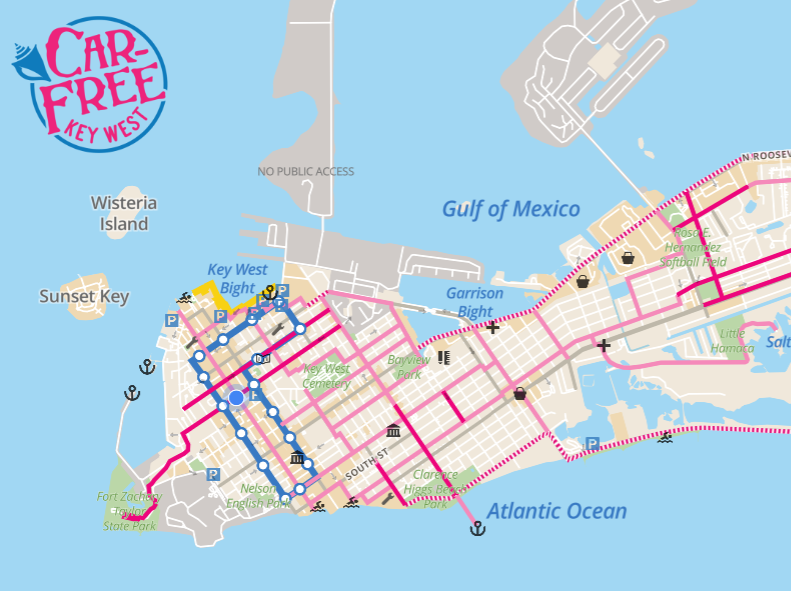 CAR-
FREE
KEY WEST
N ROOSEV
NO PUBLIC ACCESS
Wisteria
Island
Gulf of Mexico
Rosa E.
Hernandez
Softball Field
Key West
Bight
Sunset Key
Garrison
Bight
P
P
P
P
Little
Hamaca
Salt
Bayview
Park
Key West
Cemetery
P
P
SOUTH ST
P
Nelson
English Park
Clarence
Higgs Beach
Park
Fort Zachary
Taylor
State Park
Atlantic Ocean